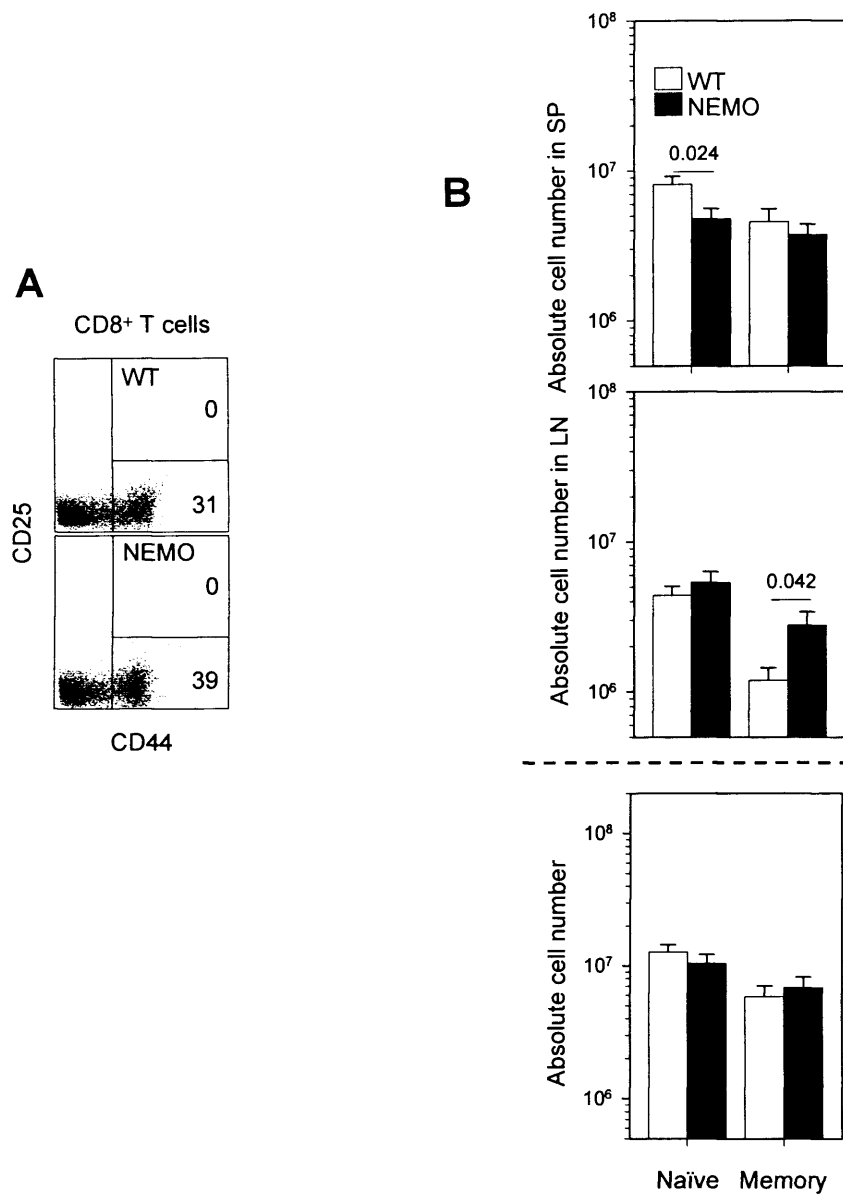 A
CD8⁺ T cells
WT
0
31
NEMO
0
39
CD25
CD44
B
Absolute cell number in SP
10⁸
10⁷
10⁶
WT
NEMO
0.024
Absolute cell number in LN
10⁸
10⁷
10⁶
0.042
Absolute cell number
10⁸
10⁷
10⁶
Naïve Memory